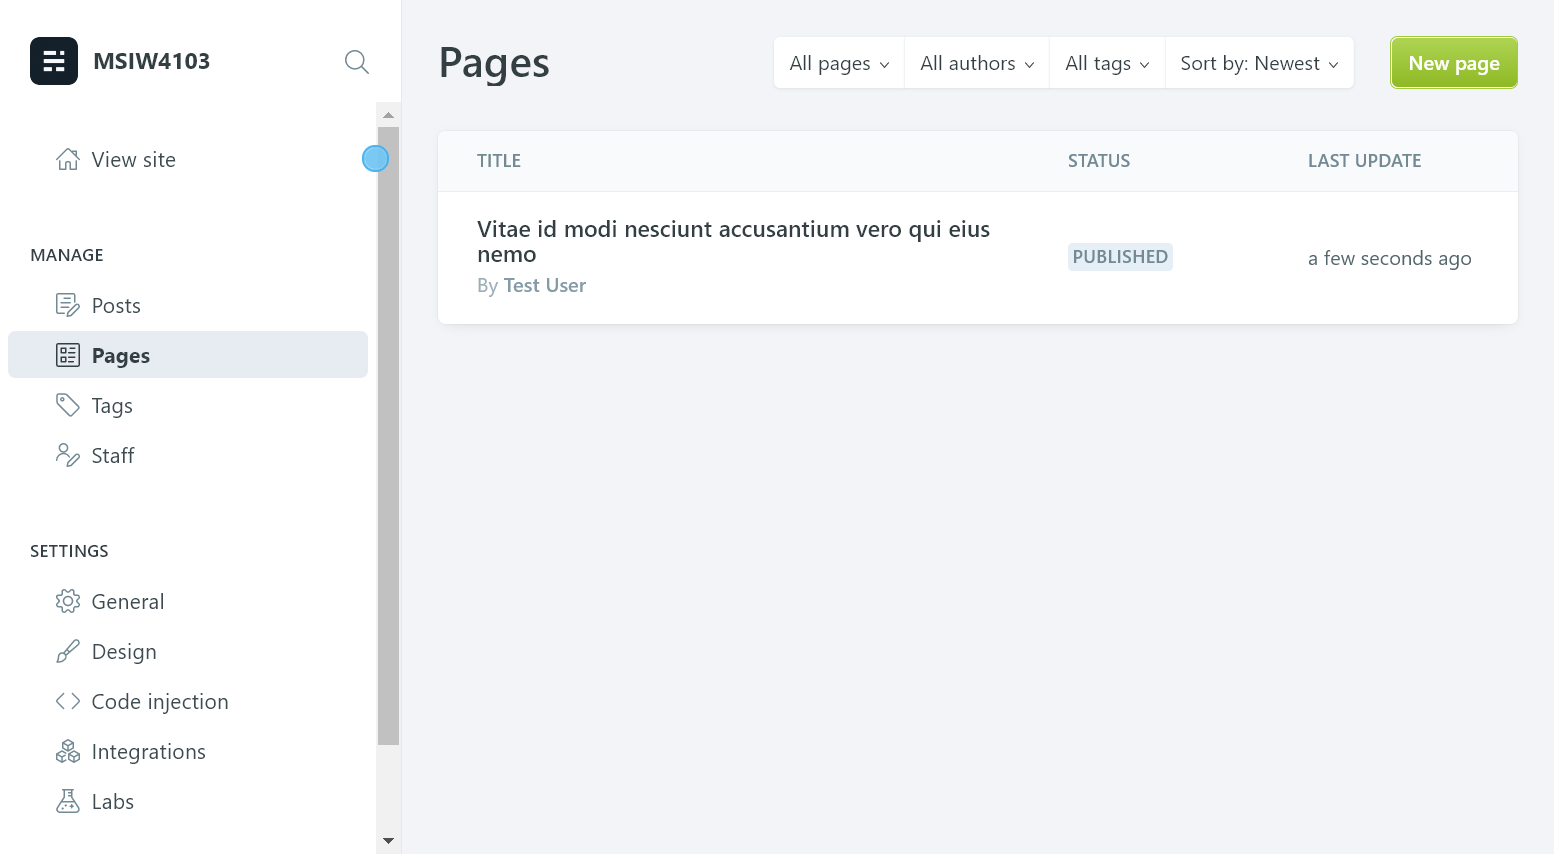 MSIW4103
View site
MANAGE
Posts
Pages
Tags
Staff
SETTINGS
General
Design
Code injection
Integrations
Labs
Pages
All pages
All authors
All tags
Sort by: Newest
New page
TITLE
STATUS
LAST UPDATE
Vitae id modi nesciunt accusantium vero qui eius
nemo
By Test User
PUBLISHED
a few seconds ago